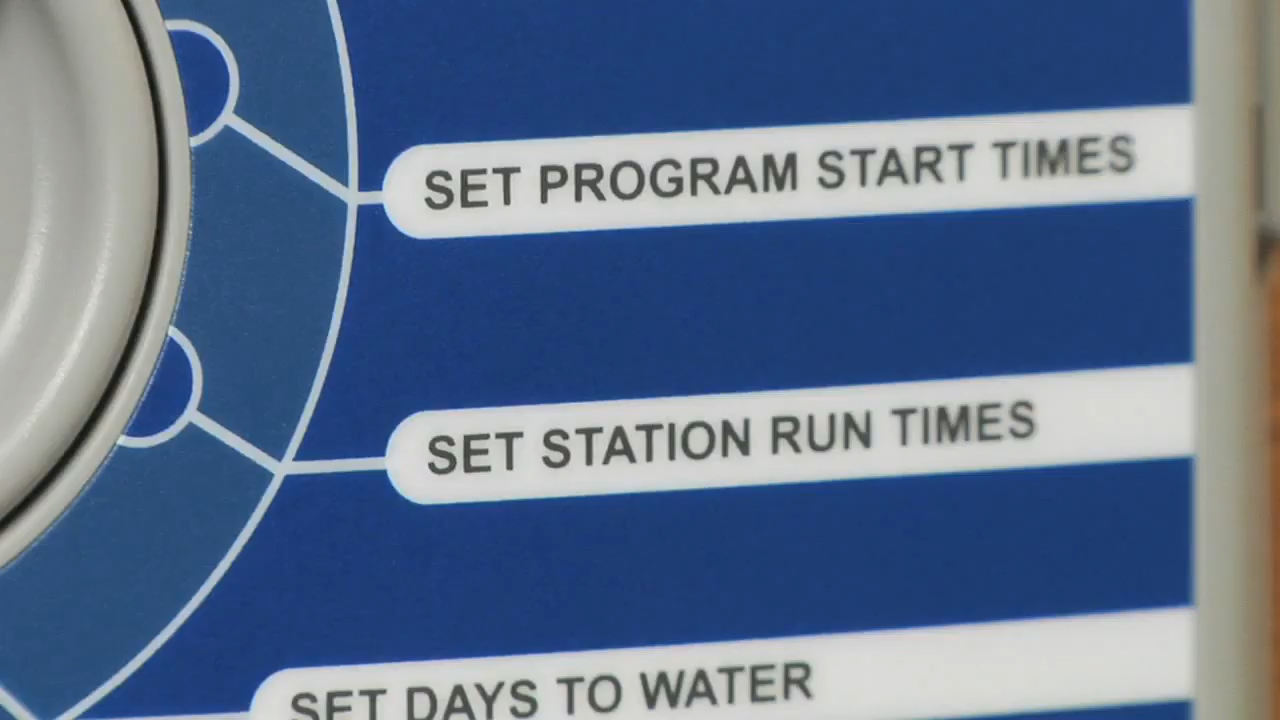 SET PROGRAM START TIMES
SET STATION RUN TIMES
SET DAYS TO WATER